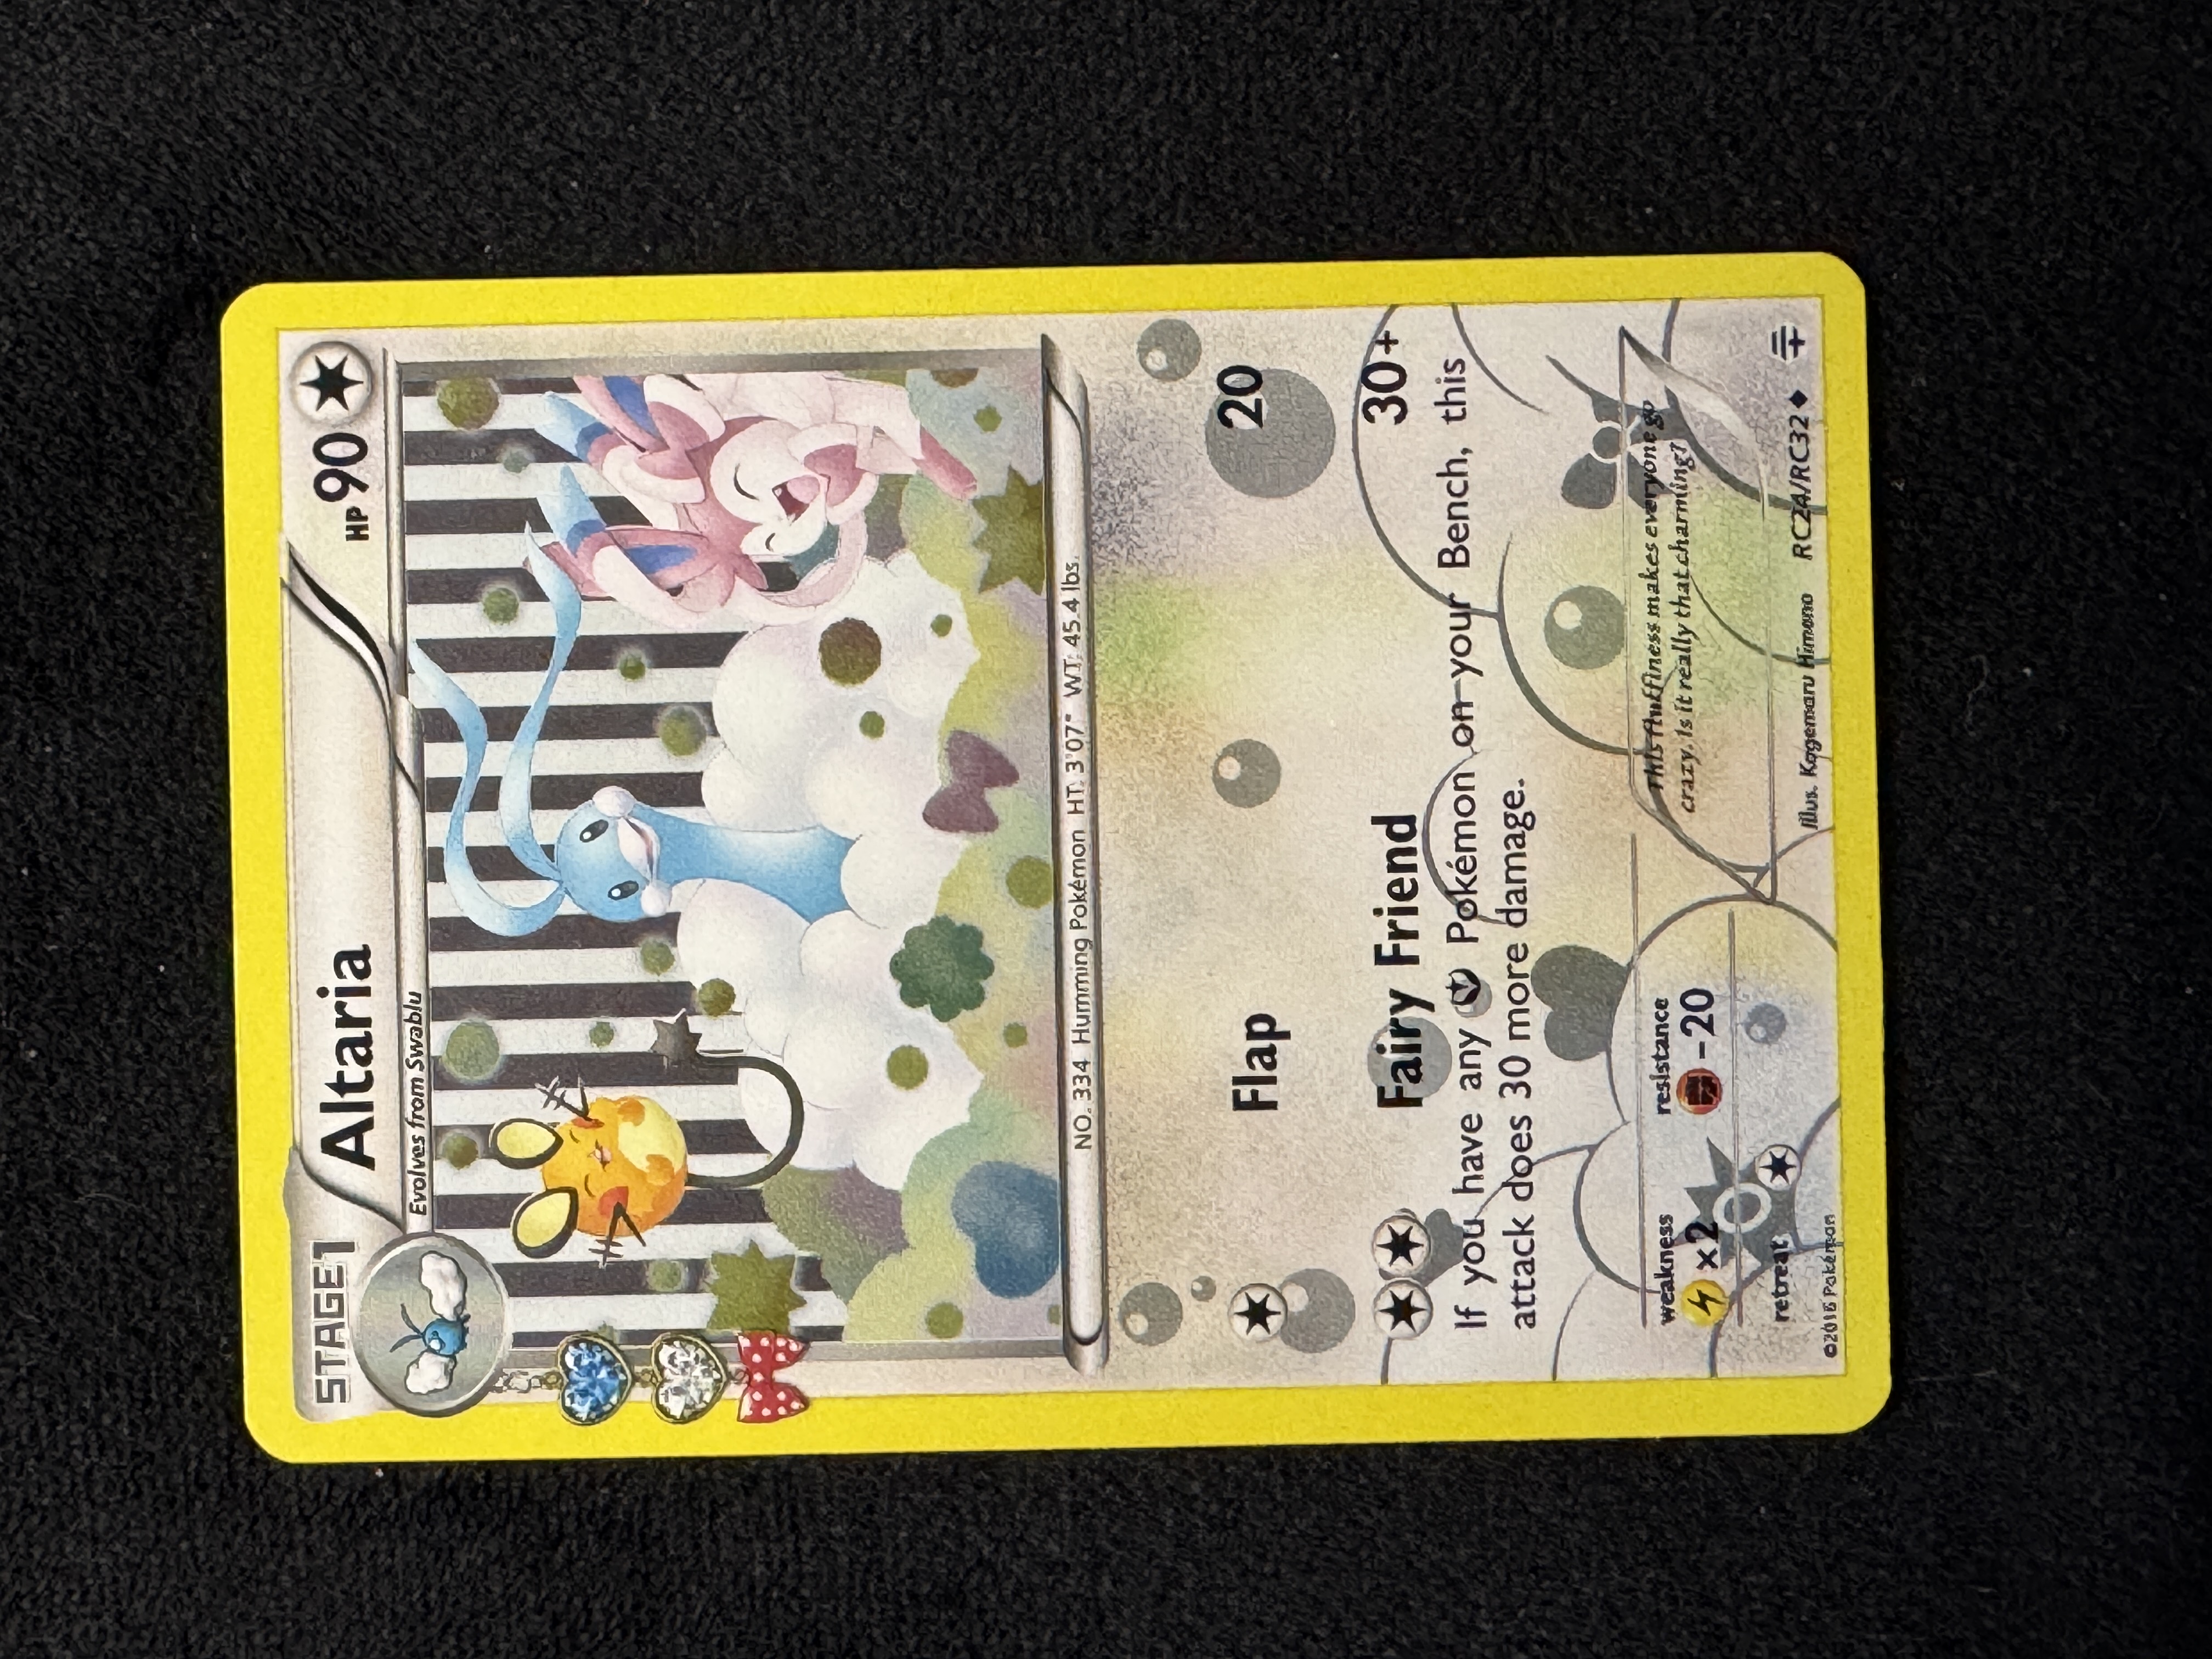 STAGE1
Altaria
HP 90
Evolves from Swablu
NO. 334 Humming Pokémon HT: 3'07" WT: 45.4 lbs.
Flap 20
Fairy Friend 30+
If you have any Pokémon on your Bench, this
attack does 30 more damage.
weakness
×2
resistance
-20
retreat
This fluffiness makes everyone go
crazy. Is it really that charming?
Illus. Kagemaru Himeno RC24/RC32
©2016 Pokémon